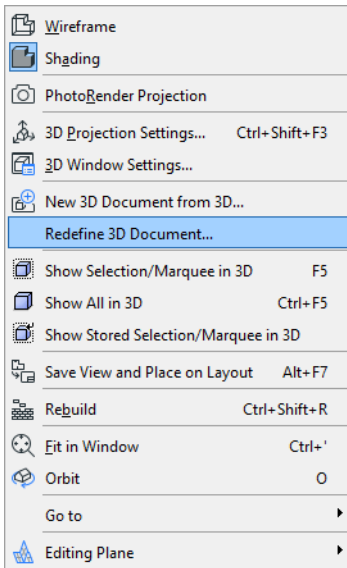 Wireframe
Shading
PhotoRender Projection
3D Projection Settings... Ctrl+Shift+F3
3D Window Settings...
New 3D Document from 3D...
Redefine 3D Document...
Show Selection/Marquee in 3D F5
Show All in 3D Ctrl+F5
Show Stored Selection/Marquee in 3D
Save View and Place on Layout Alt+F7
Rebuild Ctrl+Shift+R
Fit in Window Ctrl+'
Orbit O
Go to
Editing Plane